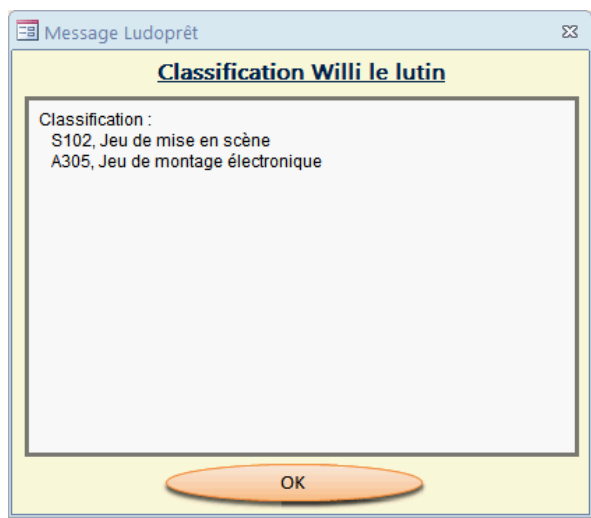 Message Ludoprêt
Classification Willi le lutin
Classification :
S102, Jeu de mise en scène
A305, Jeu de montage électronique
OK